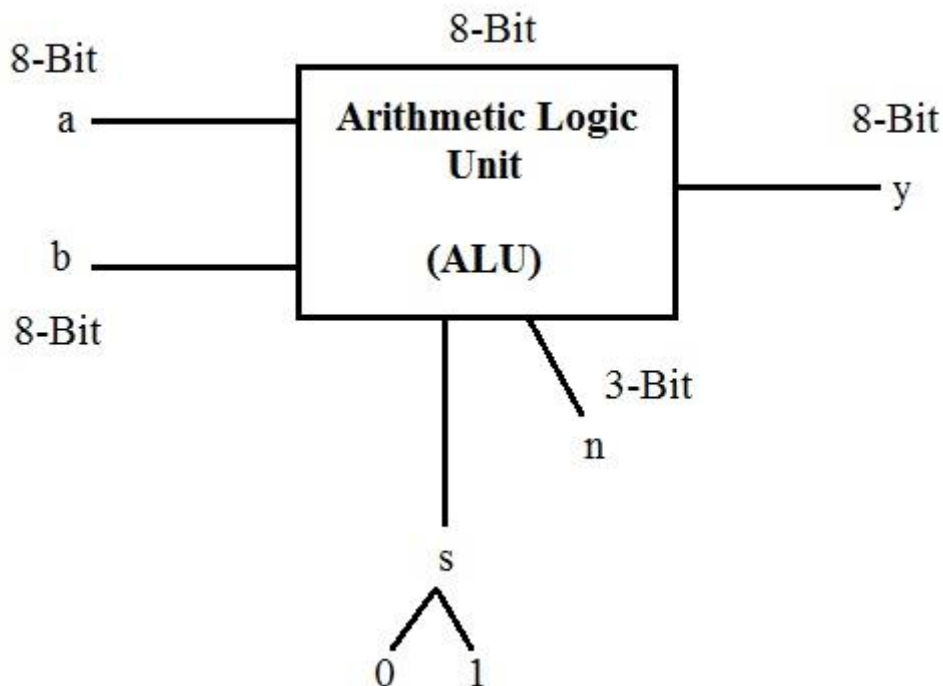 8-Bit
8-Bit
a
Arithmetic Logic
Unit
(ALU)
8-Bit
y
b
8-Bit
3-Bit
n
s
0
1